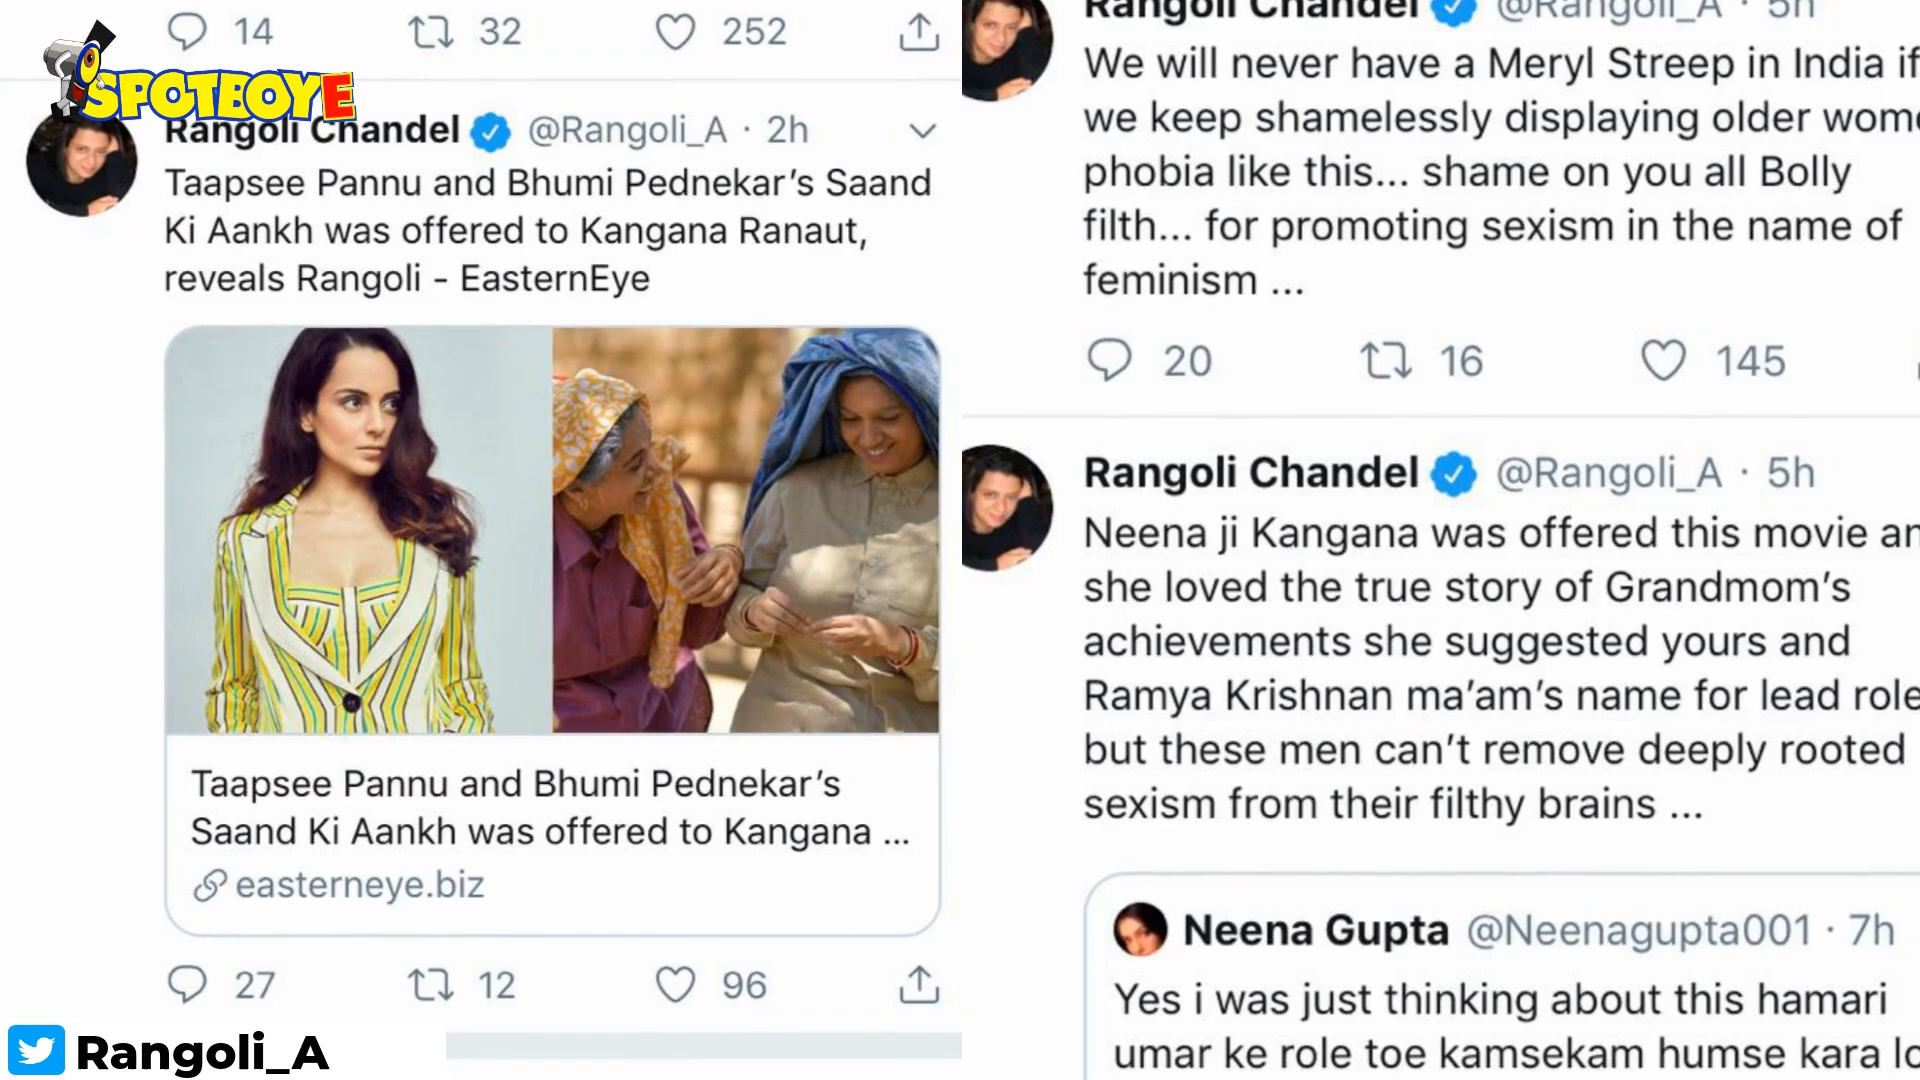 14 32 252
SPOTBOYE
Rangoli Chandel @Rangoli_A · 2h
Taapsee Pannu and Bhumi Pednekar's Saand
Ki Aankh was offered to Kangana Ranaut,
reveals Rangoli - EasternEye
Taapsee Pannu and Bhumi Pednekar's
Saand Ki Aankh was offered to Kangana ...
easterneye.biz
27 12 96
Rangoli_A
Rangoli Chandel @Rangoli_A · 5h
We will never have a Meryl Streep in India if
we keep shamelessly displaying older
phobia like this... shame on you all Bolly
filth... for promoting sexism in the name of
feminism ...
20 16 145
Rangoli Chandel @Rangoli_A · 5h
Neena ji Kangana was offered this movie
she loved the true story of Grandmom's
achievements she suggested yours and
Ramya Krishnan ma'am's name for lead role
but these men can't remove deeply rooted
sexism from their filthy brains ...
Neena Gupta @Neenagupta001 · 7h
Yes i was just thinking about this hamari
umar ke role toe kamsekam humse kara